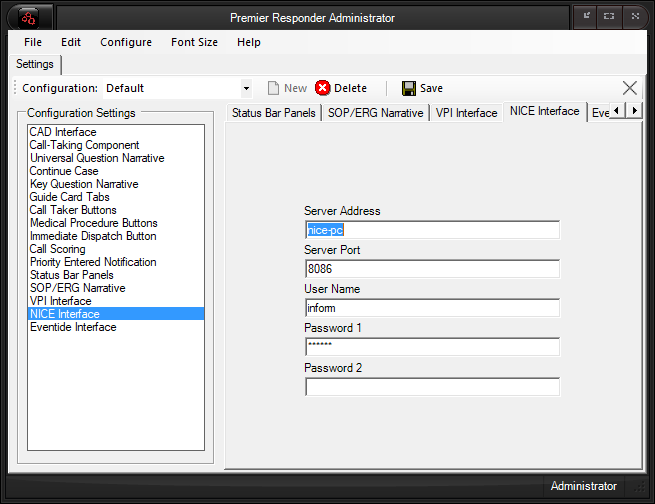 Premier Responder Administrator
File Edit Configure Font Size Help
Settings
Configuration: Default New Delete Save
Configuration Settings
CAD Interface
Call-Taking Component
Universal Question Narrative
Continue Case
Key Question Narrative
Guide Card Tabs
Call Taker Buttons
Medical Procedure Buttons
Immediate Dispatch Button
Call Scoring
Priority Entered Notification
Status Bar Panels
SOP/ERG Narrative
VPI Interface
NICE Interface
Eventide Interface
Status Bar Panels SOP/ERG Narrative VPI Interface NICE Interface Eve
Server Address
nice-pc
Server Port
8086
User Name
inform
Password 1
******
Password 2
Administrator